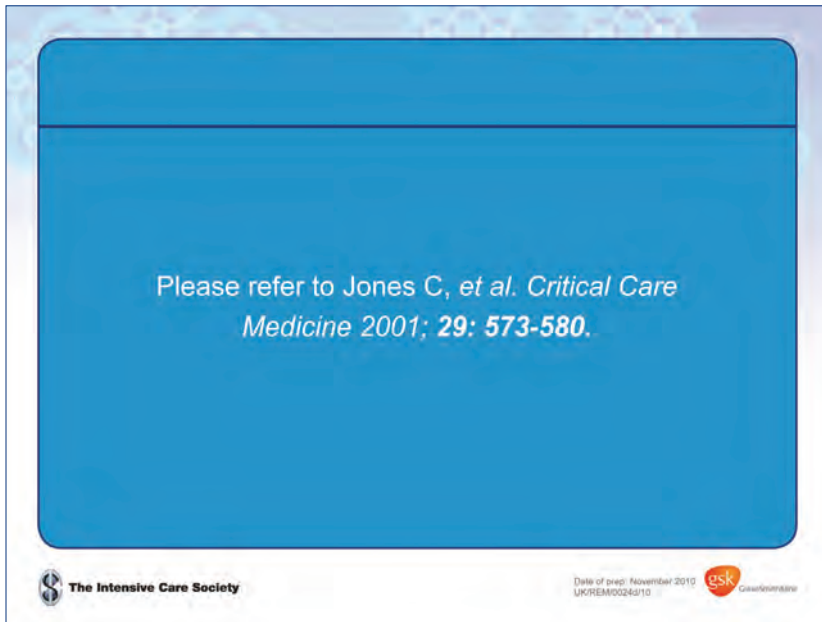 Please refer to Jones C, et al. Critical Care
Medicine 2001; 29: 573-580.
The Intensive Care Society
Date of prep: November 2010
UK/REM/0024d/10
gsk
GlaxoSmithKline